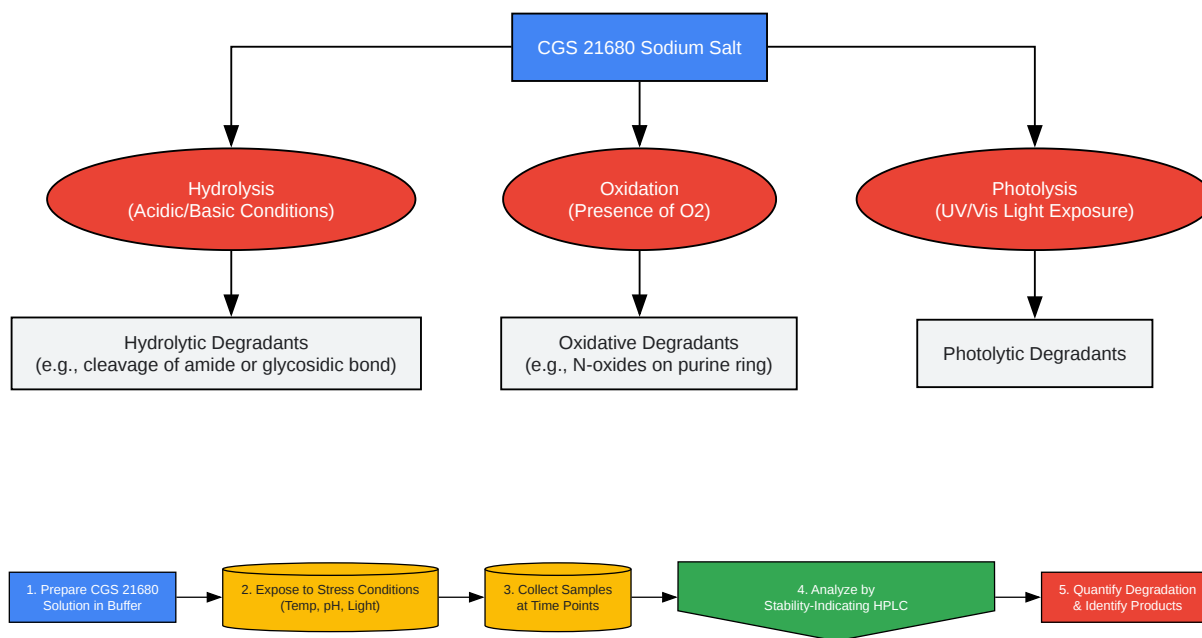 CGS 21680 Sodium Salt
Hydrolysis
(Acidic/Basic Conditions)
Oxidation
(Presence of O2)
Photolysis
(UV/Vis Light Exposure)
Hydrolytic Degradants
(e.g., cleavage of amide or glycosidic bond)
Oxidative Degradants
(e.g., N-oxides on purine ring)
Photolytic Degradants
1. Prepare CGS 21680
Solution in Buffer
2. Expose to Stress Conditions
(Temp, pH, Light)
3. Collect Samples
at Time Points
4. Analyze by
Stability-Indicating HPLC
5. Quantify Degradation
& Identify Products